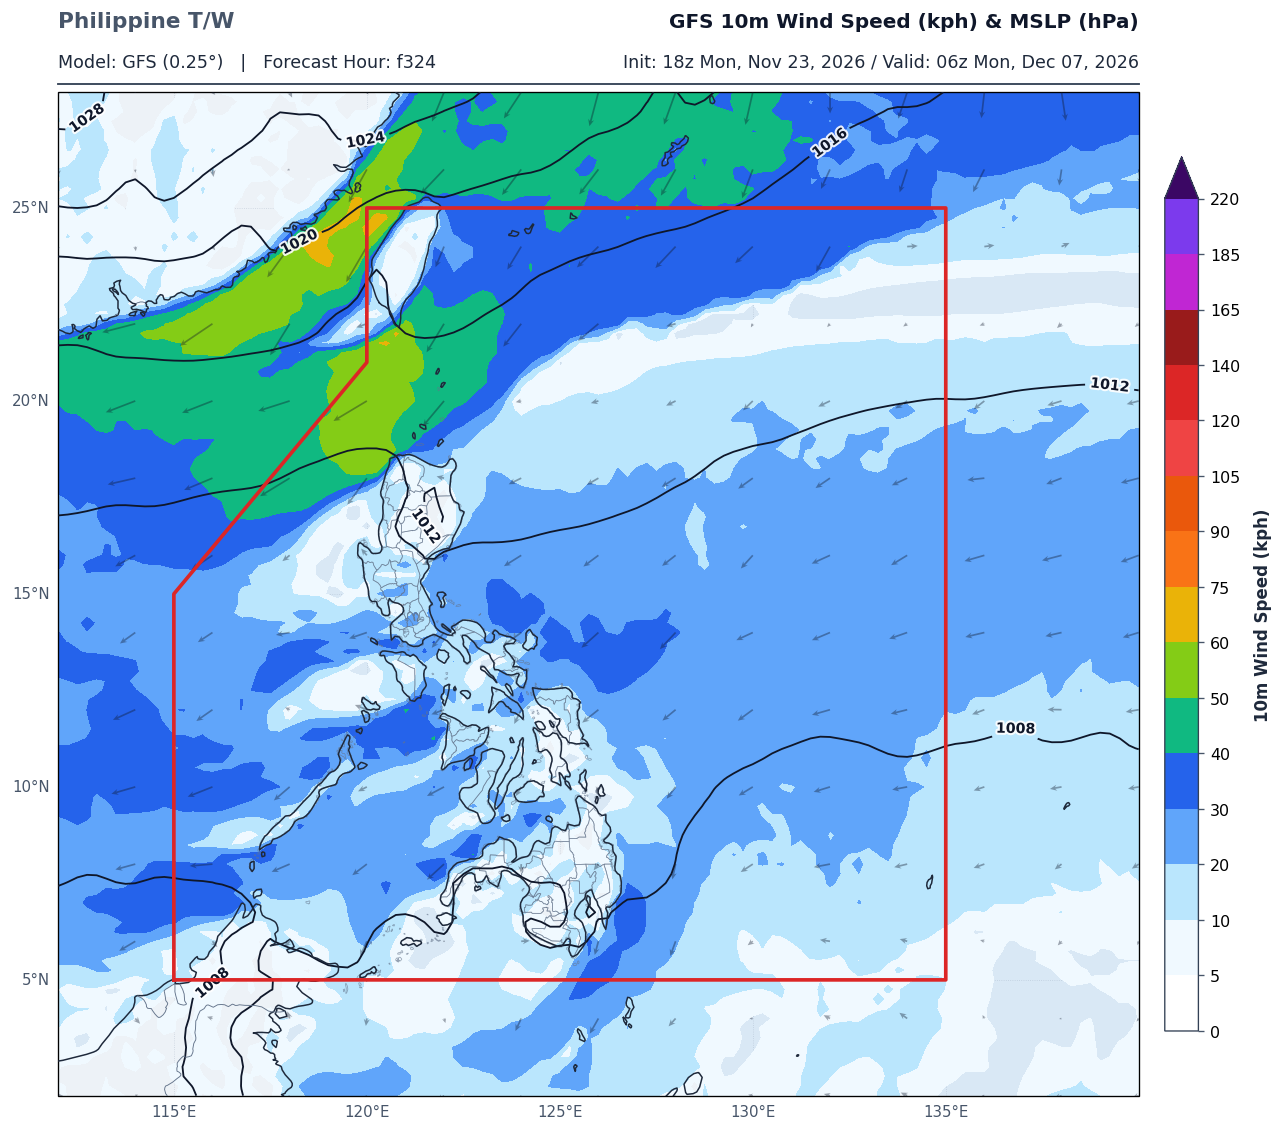 Philippine T/W
GFS 10m Wind Speed (kph) & MSLP (hPa)
Model: GFS (0.25°)   |   Forecast Hour: f324
Init: 18z Mon, Nov 23, 2026 / Valid: 06z Mon, Dec 07, 2026
1028
1024
1016
1020
1012
1012
1008
1008
25°N
20°N
15°N
10°N
5°N
115°E
120°E
125°E
130°E
135°E
220
185
165
140
120
105
90
75
60
50
40
30
20
10
5
0
10m Wind Speed (kph)